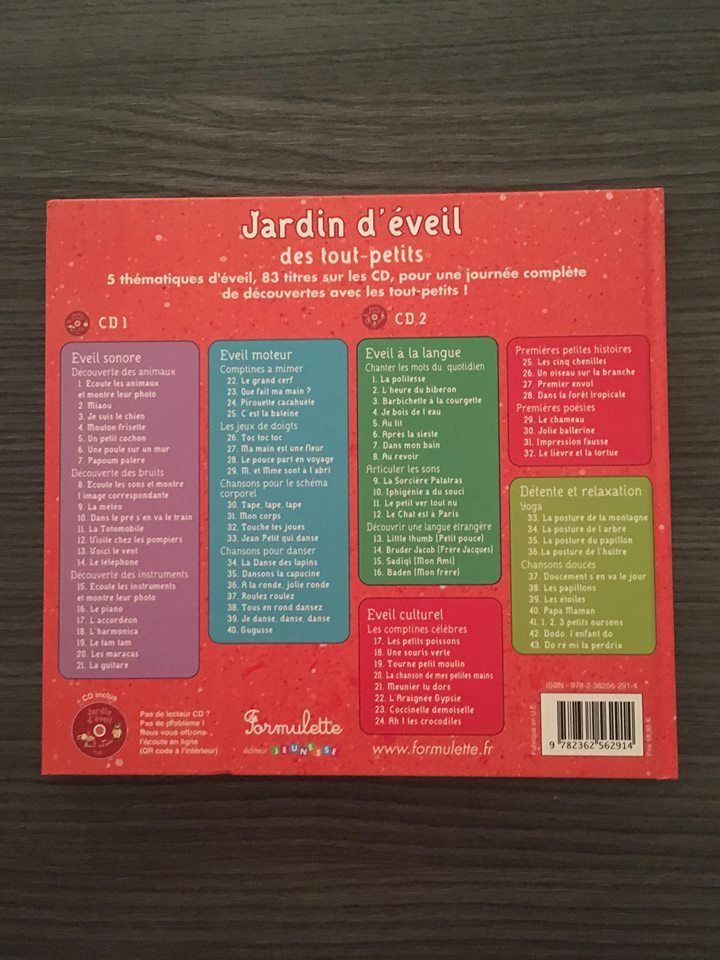 Jardin d'éveil
des tout-petits
5 thématiques d'éveil, 83 titres sur les CD, pour une journée complète
de découvertes avec les tout-petits !
CD 1
Eveil sonore
Découverte des animaux
1. Ecoute les animaux
et montre leur photo
2. Miaou
3. Je suis le chien
4. Mouton frisette
5. Un petit cochon
6. Une poule sur un mur
7. Papoum palère
Découverte des bruits
8. Ecoute les sons et montre
l'image correspondante
9. La météo
10. Dans le pré s'en va le train
11. La Totomobile
12. Visite chez les pompiers
13. Voici le vent
14. Le téléphone
Découverte des instruments
15. Ecoute les instruments
et montre leur photo
16. Le piano
17. L'accordéon
18. L'harmonica
19. Le tam tam
20. Les maracas
21. La guitare
Eveil moteur
Comptines à mimer
22. Le grand cerf
23. Que fait ma main ?
24. Pirouette cacahuète
25. C'est la baleine
Les jeux de doigts
26. Toc toc toc
27. Ma main est une fleur
28. Le pouce part en voyage
29. M. et Mme sont à l'abri
Chansons pour le schéma
corporel
30. Tape, tape, tape
31. Mon corps
32. Touche les joues
33. Jean Petit qui danse
Chansons pour danser
34. La Danse des lapins
35. Dansons la capucine
36. A la ronde, jolie ronde
37. Roulez roulez
38. Tous en rond dansez
39. Je danse, danse, danse
40. Gugusse
CD 2
Eveil à la langue
Chanter les mots du quotidien
1. La politesse
2. L'heure du biberon
3. Barbichette à la courgette
4. Je bois de l'eau
5. Au lit
6. Après la sieste
7. Dans mon bain
8. Au revoir
Articuler les sons
9. La Sorcière Patatras
10. Iphigénie a du souci
11. Le petit ver tout nu
12. Le Chat est à Paris
Découvrir une langue étrangère
13. Little thumb (Petit pouce)
14. Bruder Jacob (Frère Jacques)
15. Sadiqi (Mon Ami)
16. Baden (Mon frère)
Eveil culturel
Les comptines célèbres
17. Les petits poissons
18. Une souris verte
19. Tourne petit moulin
20. La chanson de mes petites mains
21. Meunier tu dors
22. L'Araignée Gypsie
23. Coccinelle demoiselle
24. Ah ! les crocodiles
Premières petites histoires
25. Les cinq chenilles
26. Un oiseau sur la branche
27. Premier envol
28. Dans la forêt tropicale
Premières poésies
29. Le chameau
30. Jolie ballerine
31. Impression fausse
32. Le lièvre et la tortue
Détente et relaxation
Yoga
33. La posture de la montagne
34. La posture de l'arbre
35. La posture du papillon
36. La posture de l'huître
Chansons douces
37. Doucement s'en va le jour
38. Les papillons
39. Les étoiles
40. Papa Maman
41. 1, 2, 3 petits oursons
42. Dodo, l'enfant do
43. Do ré mi la perdrix
CD inclus
Jardin
d'éveil
Pas de lecteur CD ?
Pas de problème !
Nous vous offrons
l'écoute en ligne
(QR code à l'intérieur)
Formulette
éditeur JEUNESSE
www.formulette.fr
ISBN - 978-2-36256-291-4
Fabriqué en U.E
9 782362 562914